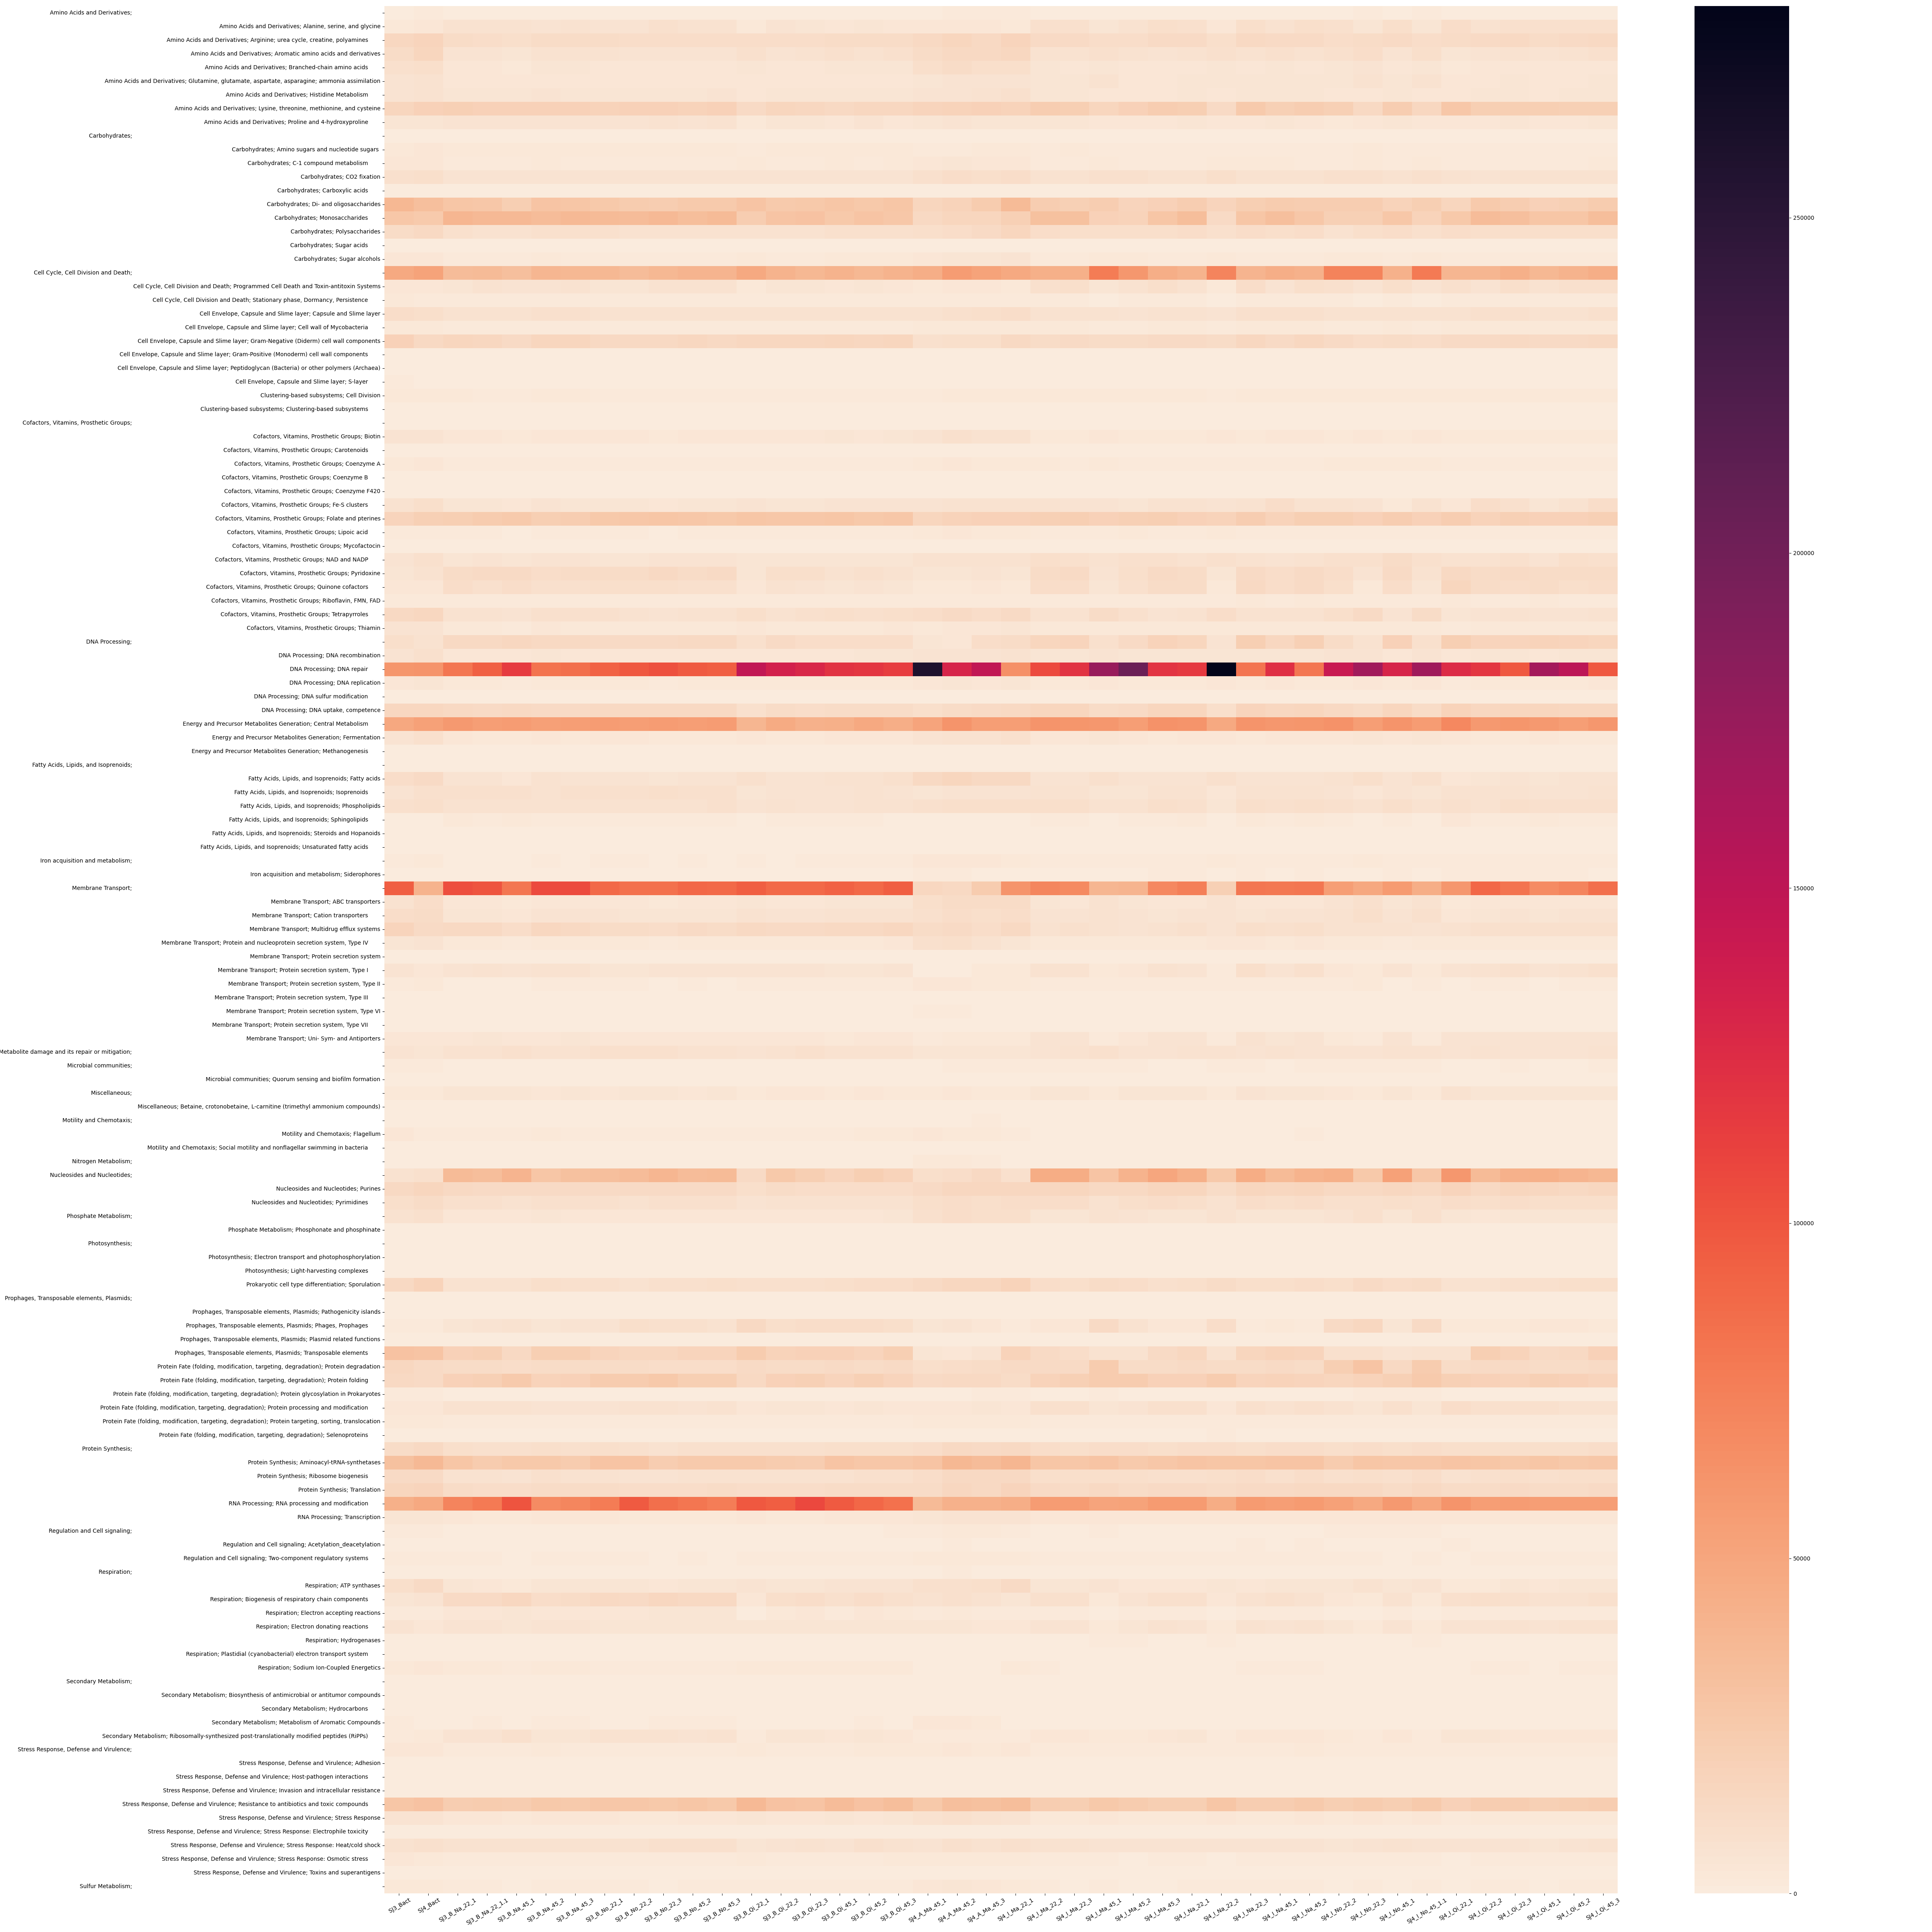 Amino Acids and Derivatives;
Amino Acids and Derivatives; Alanine, serine, and glycine
Amino Acids and Derivatives; Arginine; urea cycle, creatine, polyamines
Amino Acids and Derivatives; Aromatic amino acids and derivatives
Amino Acids and Derivatives; Branched-chain amino acids
Amino Acids and Derivatives; Glutamine, glutamate, aspartate, asparagine; ammonia assimilation
Amino Acids and Derivatives; Histidine Metabolism
Amino Acids and Derivatives; Lysine, threonine, methionine, and cysteine
Amino Acids and Derivatives; Proline and 4-hydroxyproline
Carbohydrates;
Carbohydrates; Amino sugars and nucleotide sugars
Carbohydrates; C-1 compound metabolism
Carbohydrates; CO2 fixation
Carbohydrates; Carboxylic acids
Carbohydrates; Di- and oligosaccharides
Carbohydrates; Monosaccharides
Carbohydrates; Polysaccharides
Carbohydrates; Sugar acids
Carbohydrates; Sugar alcohols
Cell Cycle, Cell Division and Death;
Cell Cycle, Cell Division and Death; Programmed Cell Death and Toxin-antitoxin Systems
Cell Cycle, Cell Division and Death; Stationary phase, Dormancy, Persistence
Cell Envelope, Capsule and Slime layer; Capsule and Slime layer
Cell Envelope, Capsule and Slime layer; Cell wall of Mycobacteria
Cell Envelope, Capsule and Slime layer; Gram-Negative (Diderm) cell wall components
Cell Envelope, Capsule and Slime layer; Gram-Positive (Monoderm) cell wall components
Cell Envelope, Capsule and Slime layer; Peptidoglycan (Bacteria) or other polymers (Archaea)
Cell Envelope, Capsule and Slime layer; S-layer
Clustering-based subsystems; Cell Division
Clustering-based subsystems; Clustering-based subsystems
Cofactors, Vitamins, Prosthetic Groups;
Cofactors, Vitamins, Prosthetic Groups; Biotin
Cofactors, Vitamins, Prosthetic Groups; Carotenoids
Cofactors, Vitamins, Prosthetic Groups; Coenzyme A
Cofactors, Vitamins, Prosthetic Groups; Coenzyme B
Cofactors, Vitamins, Prosthetic Groups; Coenzyme F420
Cofactors, Vitamins, Prosthetic Groups; Fe-S clusters
Cofactors, Vitamins, Prosthetic Groups; Folate and pterines
Cofactors, Vitamins, Prosthetic Groups; Lipoic acid
Cofactors, Vitamins, Prosthetic Groups; Mycofactocin
Cofactors, Vitamins, Prosthetic Groups; NAD and NADP
Cofactors, Vitamins, Prosthetic Groups; Pyridoxine
Cofactors, Vitamins, Prosthetic Groups; Quinone cofactors
Cofactors, Vitamins, Prosthetic Groups; Riboflavin, FMN, FAD
Cofactors, Vitamins, Prosthetic Groups; Tetrapyrroles
Cofactors, Vitamins, Prosthetic Groups; Thiamin
DNA Processing;
DNA Processing; DNA recombination
DNA Processing; DNA repair
DNA Processing; DNA replication
DNA Processing; DNA sulfur modification
DNA Processing; DNA uptake, competence
Energy and Precursor Metabolites Generation; Central Metabolism
Energy and Precursor Metabolites Generation; Fermentation
Energy and Precursor Metabolites Generation; Methanogenesis
Fatty Acids, Lipids, and Isoprenoids;
Fatty Acids, Lipids, and Isoprenoids; Fatty acids
Fatty Acids, Lipids, and Isoprenoids; Isoprenoids
Fatty Acids, Lipids, and Isoprenoids; Phospholipids
Fatty Acids, Lipids, and Isoprenoids; Sphingolipids
Fatty Acids, Lipids, and Isoprenoids; Steroids and Hopanoids
Fatty Acids, Lipids, and Isoprenoids; Unsaturated fatty acids
Iron acquisition and metabolism;
Iron acquisition and metabolism; Siderophores
Membrane Transport;
Membrane Transport; ABC transporters
Membrane Transport; Cation transporters
Membrane Transport; Multidrug efflux systems
Membrane Transport; Protein and nucleoprotein secretion system, Type IV
Membrane Transport; Protein secretion system
Membrane Transport; Protein secretion system, Type I
Membrane Transport; Protein secretion system, Type II
Membrane Transport; Protein secretion system, Type III
Membrane Transport; Protein secretion system, Type VI
Membrane Transport; Protein secretion system, Type VII
Membrane Transport; Uni- Sym- and Antiporters
Metabolite damage and its repair or mitigation;
Microbial communities;
Microbial communities; Quorum sensing and biofilm formation
Miscellaneous;
Miscellaneous; Betaine, crotonobetaine, L-carnitine (trimethyl ammonium compounds)
Motility and Chemotaxis;
Motility and Chemotaxis; Flagellum
Motility and Chemotaxis; Social motility and nonflagellar swimming in bacteria
Nitrogen Metabolism;
Nucleosides and Nucleotides;
Nucleosides and Nucleotides; Purines
Nucleosides and Nucleotides; Pyrimidines
Phosphate Metabolism;
Phosphate Metabolism; Phosphonate and phosphinate
Photosynthesis;
Photosynthesis; Electron transport and photophosphorylation
Photosynthesis; Light-harvesting complexes
Prokaryotic cell type differentiation; Sporulation
Prophages, Transposable elements, Plasmids;
Prophages, Transposable elements, Plasmids; Pathogenicity islands
Prophages, Transposable elements, Plasmids; Phages, Prophages
Prophages, Transposable elements, Plasmids; Plasmid related functions
Prophages, Transposable elements, Plasmids; Transposable elements
Protein Fate (folding, modification, targeting, degradation); Protein degradation
Protein Fate (folding, modification, targeting, degradation); Protein folding
Protein Fate (folding, modification, targeting, degradation); Protein glycosylation in Prokaryotes
Protein Fate (folding, modification, targeting, degradation); Protein processing and modification
Protein Fate (folding, modification, targeting, degradation); Protein targeting, sorting, translocation
Protein Fate (folding, modification, targeting, degradation); Selenoproteins
Protein Synthesis;
Protein Synthesis; Aminoacyl-tRNA-synthetases
Protein Synthesis; Ribosome biogenesis
Protein Synthesis; Translation
RNA Processing; RNA processing and modification
RNA Processing; Transcription
Regulation and Cell signaling;
Regulation and Cell signaling; Acetylation_deacetylation
Regulation and Cell signaling; Two-component regulatory systems
Respiration;
Respiration; ATP synthases
Respiration; Biogenesis of respiratory chain components
Respiration; Electron accepting reactions
Respiration; Electron donating reactions
Respiration; Hydrogenases
Respiration; Plastidial (cyanobacterial) electron transport system
Respiration; Sodium Ion-Coupled Energetics
Secondary Metabolism;
Secondary Metabolism; Biosynthesis of antimicrobial or antitumor compounds
Secondary Metabolism; Hydrocarbons
Secondary Metabolism; Metabolism of Aromatic Compounds
Secondary Metabolism; Ribosomally-synthesized post-translationally modified peptides (RiPPs)
Stress Response, Defense and Virulence;
Stress Response, Defense and Virulence; Adhesion
Stress Response, Defense and Virulence; Host-pathogen interactions
Stress Response, Defense and Virulence; Invasion and intracellular resistance
Stress Response, Defense and Virulence; Resistance to antibiotics and toxic compounds
Stress Response, Defense and Virulence; Stress Response
Stress Response, Defense and Virulence; Stress Response: Electrophile toxicity
Stress Response, Defense and Virulence; Stress Response: Heat/cold shock
Stress Response, Defense and Virulence; Stress Response: Osmotic stress
Stress Response, Defense and Virulence; Toxins and superantigens
Sulfur Metabolism;
SJ3_Bact
SJ4_Bact
SJ3_B_Na_22_1
SJ3_B_Na_22_1_1
SJ3_B_Na_45_1
SJ3_B_Na_45_2
SJ3_B_Na_45_3
SJ3_B_No_22_1
SJ3_B_No_22_2
SJ3_B_No_22_3
SJ3_B_No_45_2
SJ3_B_No_45_3
SJ3_B_Oi_22_1
SJ3_B_Oi_22_2
SJ3_B_Oi_22_3
SJ3_B_Oi_45_1
SJ3_B_Oi_45_2
SJ3_B_Oi_45_3
SJ4_A_Ma_45_1
SJ4_A_Ma_45_2
SJ4_A_Ma_45_3
SJ4_J_Ma_22_1
SJ4_J_Ma_22_2
SJ4_J_Ma_22_3
SJ4_J_Ma_45_1
SJ4_J_Ma_45_2
SJ4_J_Ma_45_3
SJ4_J_Na_22_1
SJ4_J_Na_22_2
SJ4_J_Na_22_3
SJ4_J_Na_45_1
SJ4_J_Na_45_2
SJ4_J_No_22_1
SJ4_J_No_22_2
SJ4_J_No_45_1
SJ4_J_No_45_1_1
SJ4_J_Oi_22_1
SJ4_J_Oi_22_2
SJ4_J_Oi_22_3
SJ4_J_Oi_45_1
SJ4_J_Oi_45_2
SJ4_J_Oi_45_3
250000
200000
150000
100000
50000
0